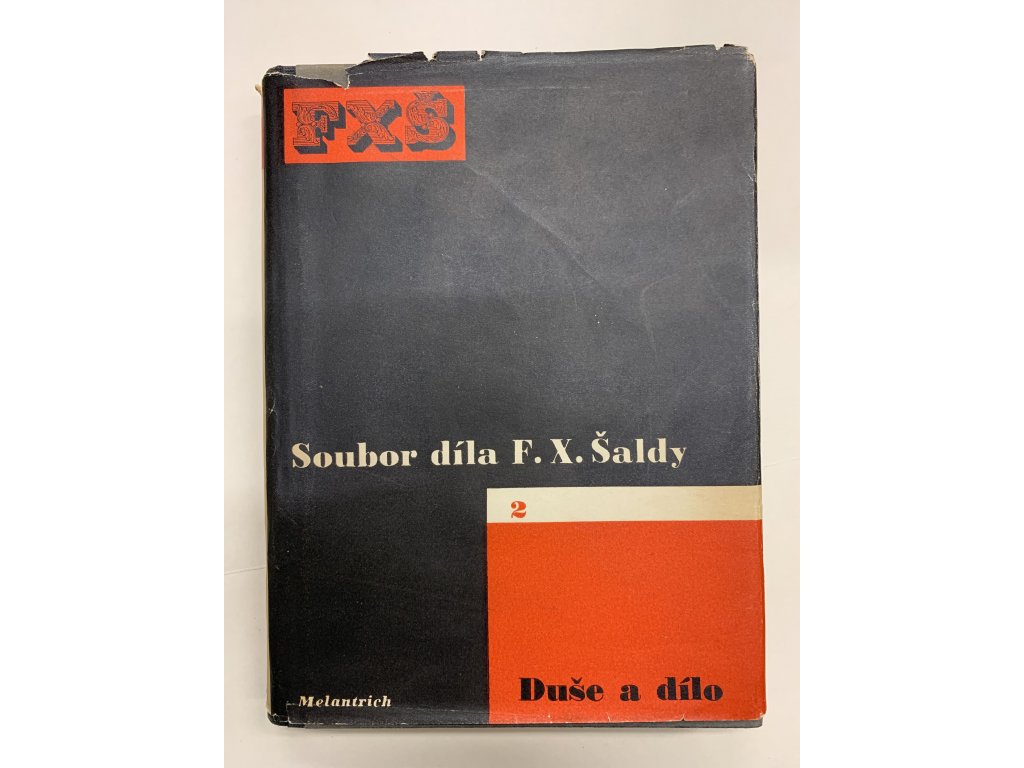 FXŠ
Soubor díla F. X. Šaldy
2
Duše a dílo
Melantrich